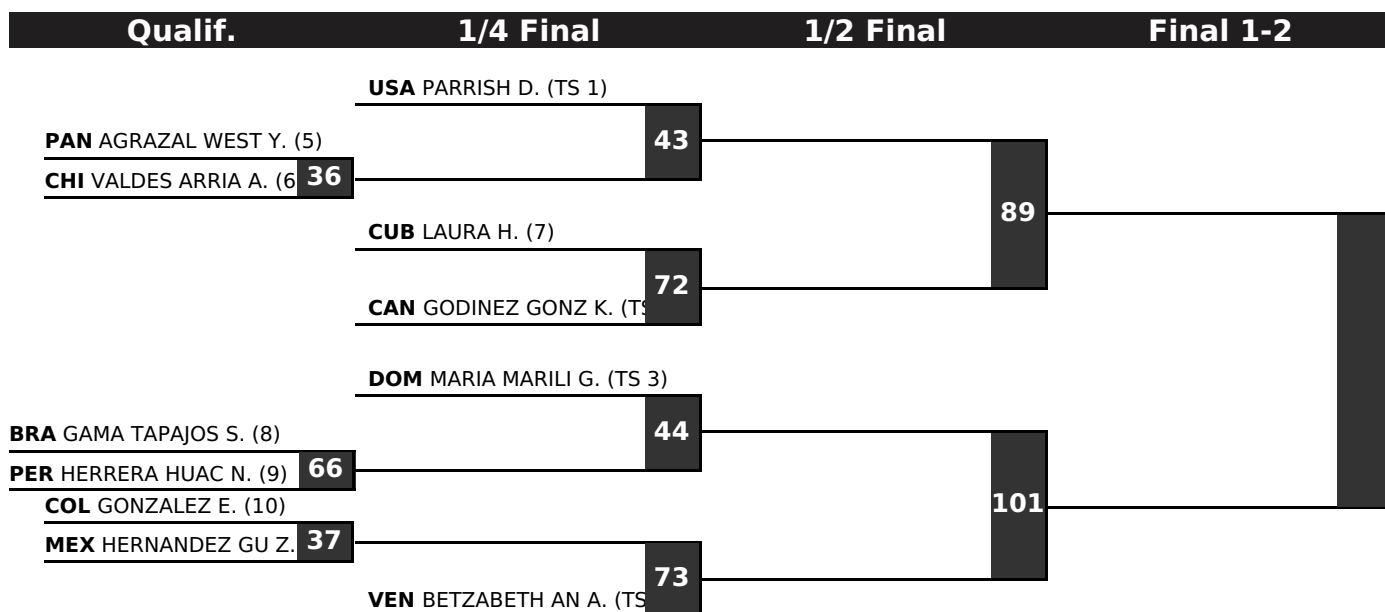 Qualif. 1/4 Final 1/2 Final Final 1-2
USA PARRISH D. (TS 1)
PAN AGRAZAL WEST Y. (5)
43
CHI VALDES ARRIA A. (6
36
89
CUB LAURA H. (7)
72
CAN GODINEZ GONZ K. (TS
DOM MARIA MARILI G. (TS 3)
BRA GAMA TAPAJOS S. (8)
44
PER HERRERA HUAC N. (9)
66
COL GONZALEZ E. (10)
101
MEX HERNANDEZ GU Z.
37
73
VEN BETZABETH AN A. (TS